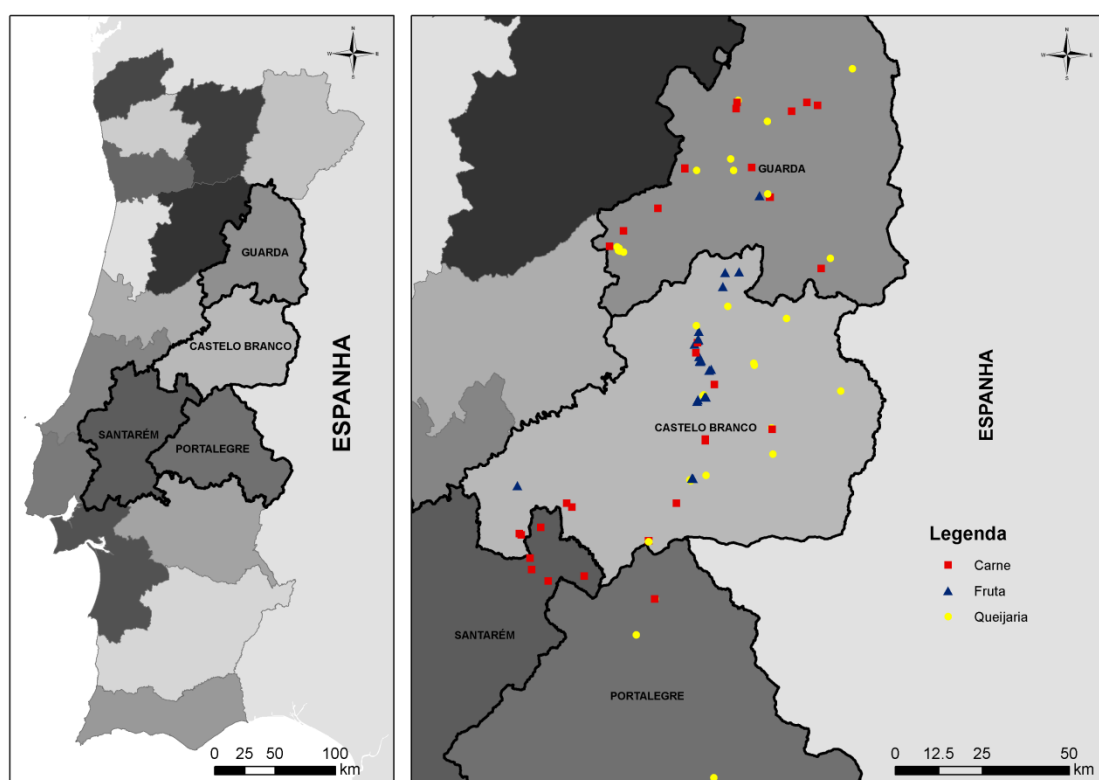 N
W E
S
GUARDA
CASTELO BRANCO
SANTARÉM
PORTALEGRE
ESPANHA
0 25 50 100
km
N
W E
S
GUARDA
CASTELO BRANCO
ESPANHA
SANTARÉM
PORTALEGRE
Legenda
Carne
Fruta
Queijaria
0 12.5 25 50
km